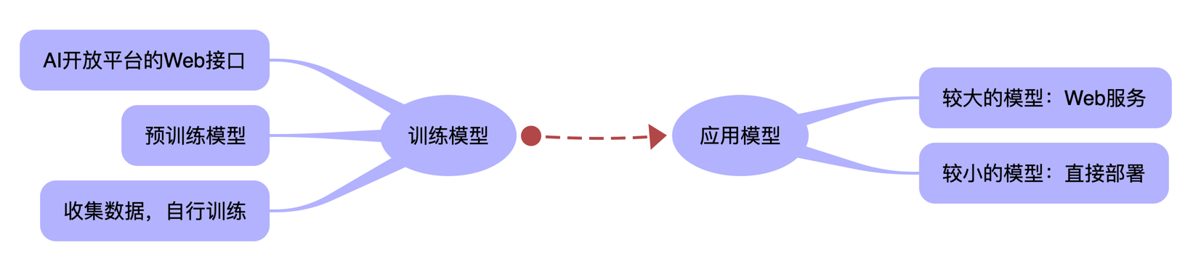 AI开放平台的Web接口
预训练模型
收集数据，自行训练
训练模型
应用模型
较大的模型：Web服务
较小的模型：直接部署